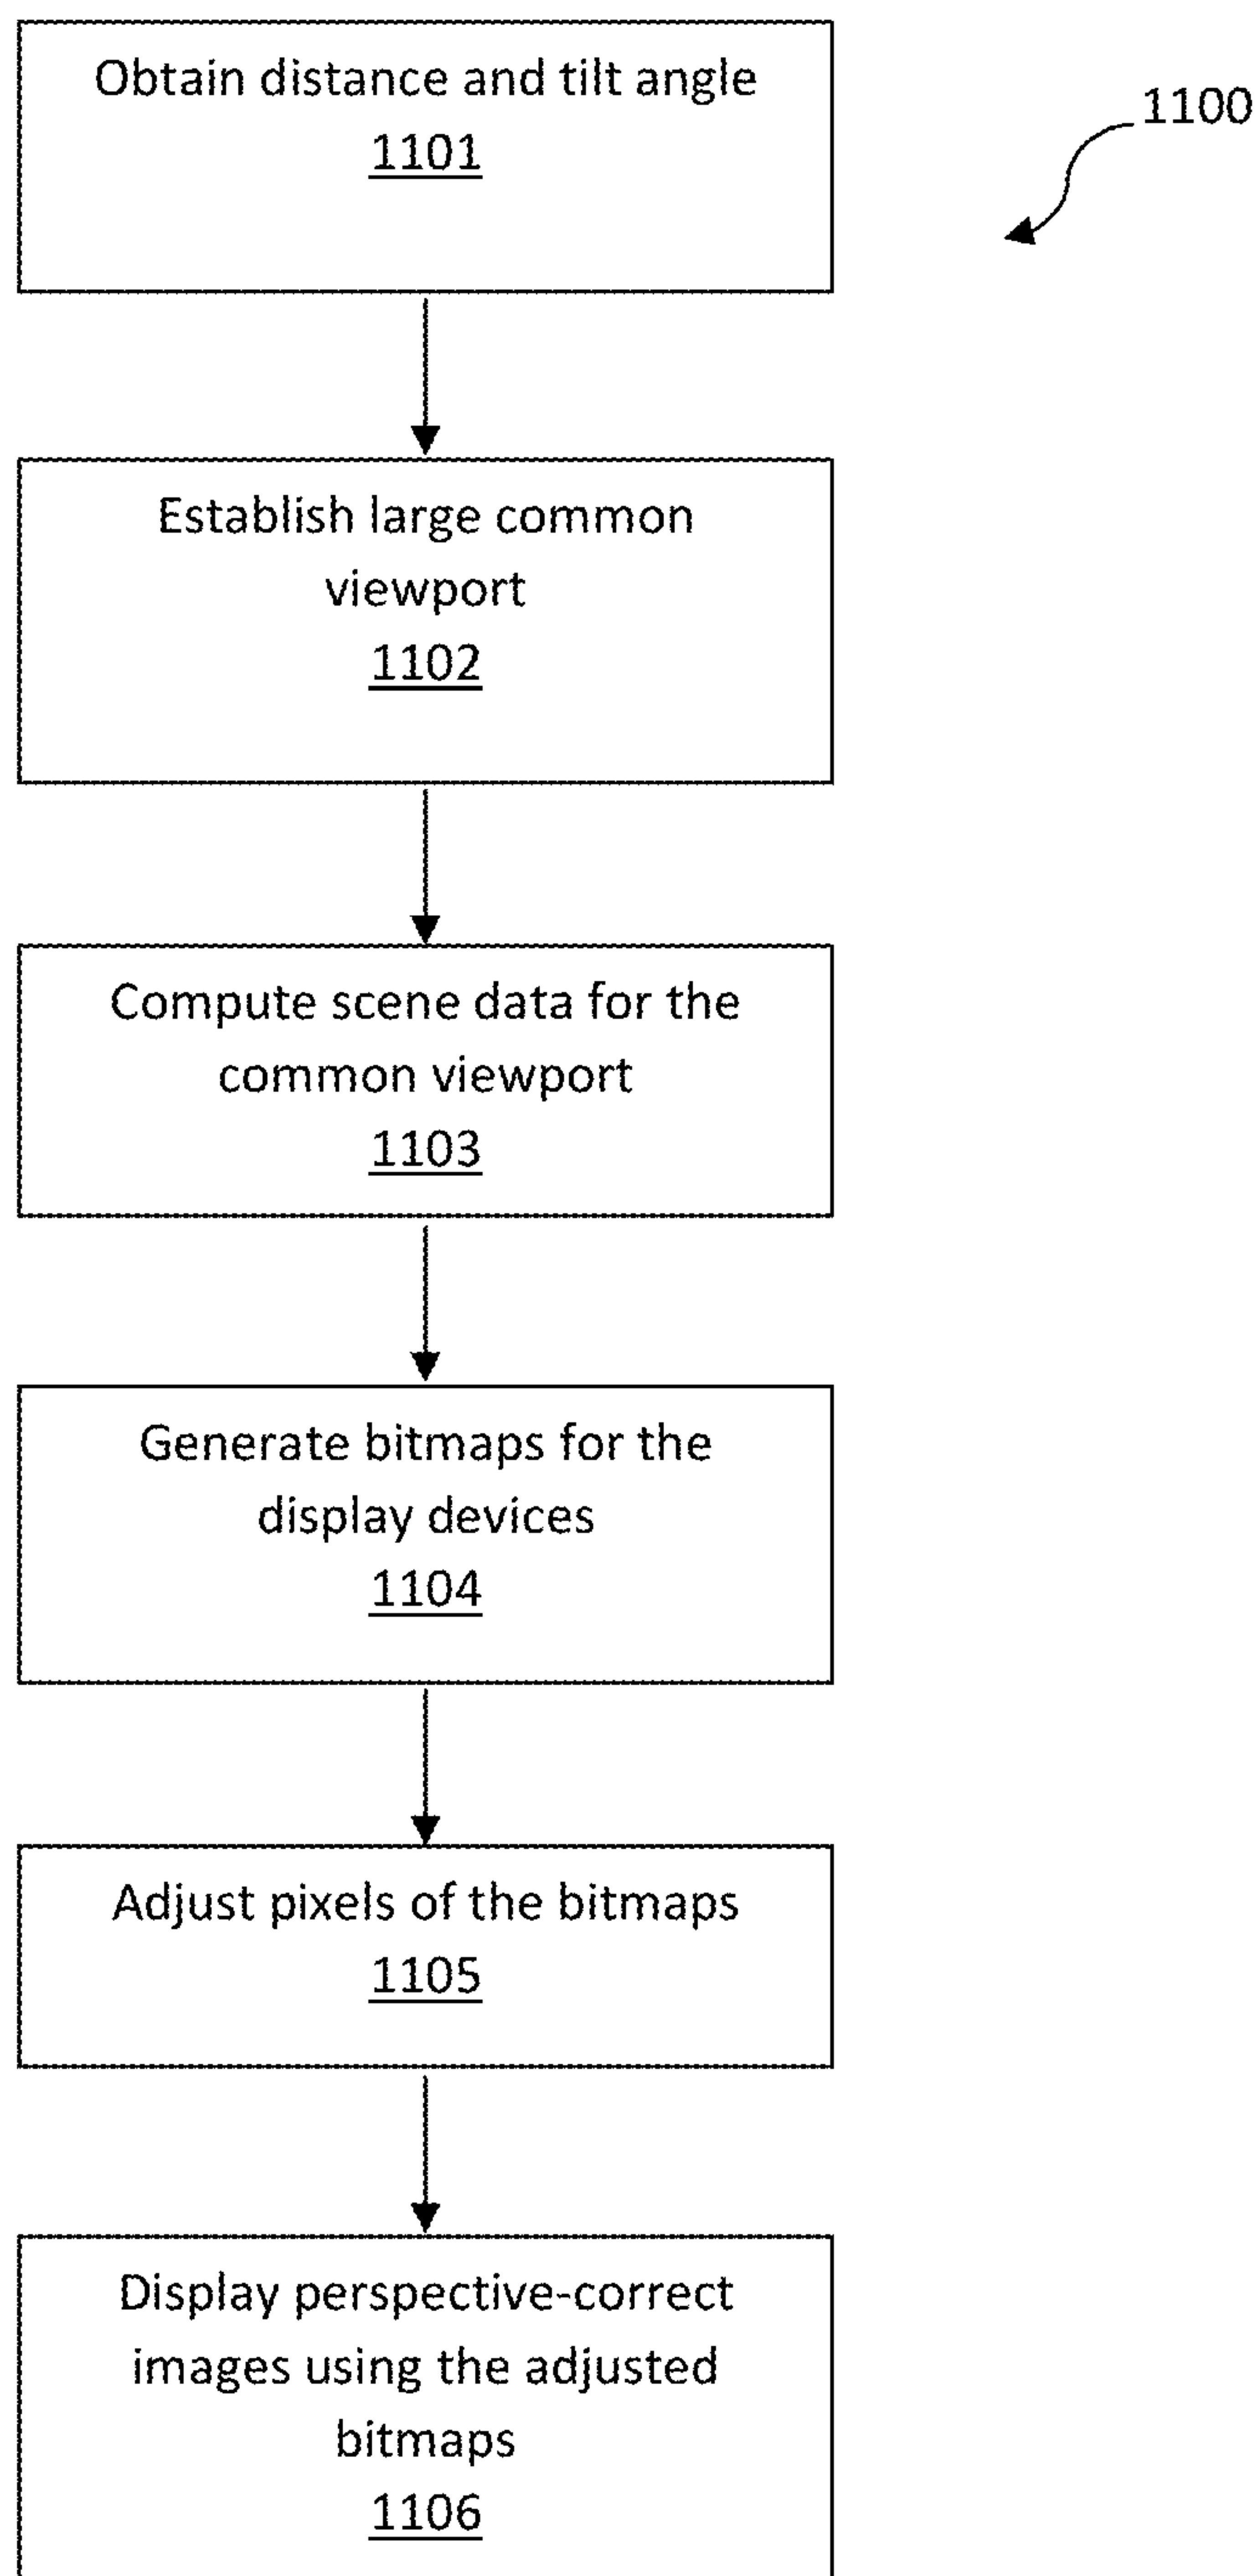 Obtain distance and tilt angle
1101
1100
Establish large common
viewport
1102
Compute scene data for the
common viewport
1103
Generate bitmaps for the
display devices
1104
Adjust pixels of the bitmaps
1105
Display perspective-correct
images using the adjusted
bitmaps
1106